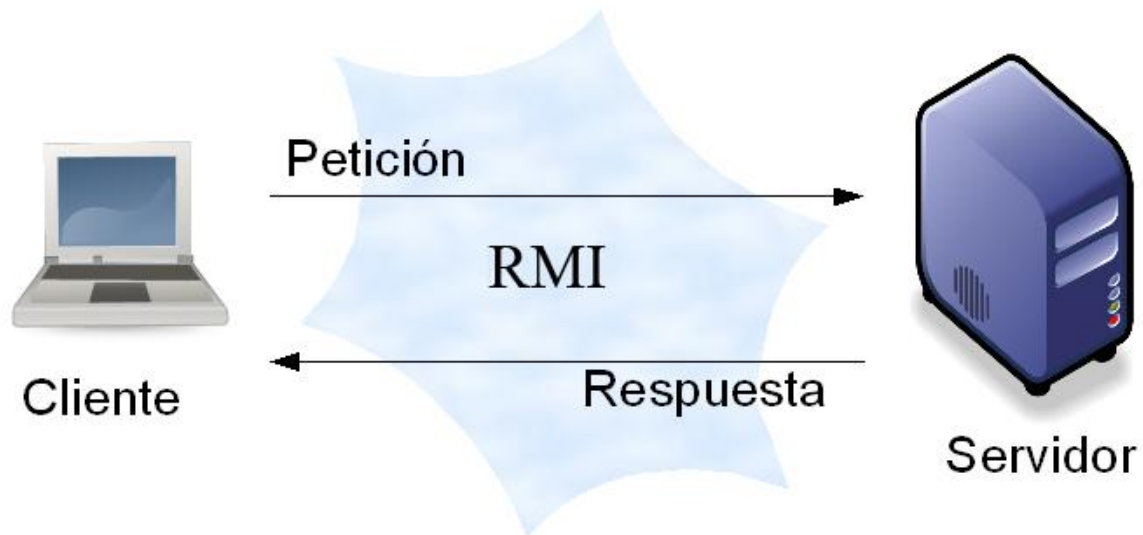 Petición
RMI
Respuesta
Cliente
Servidor